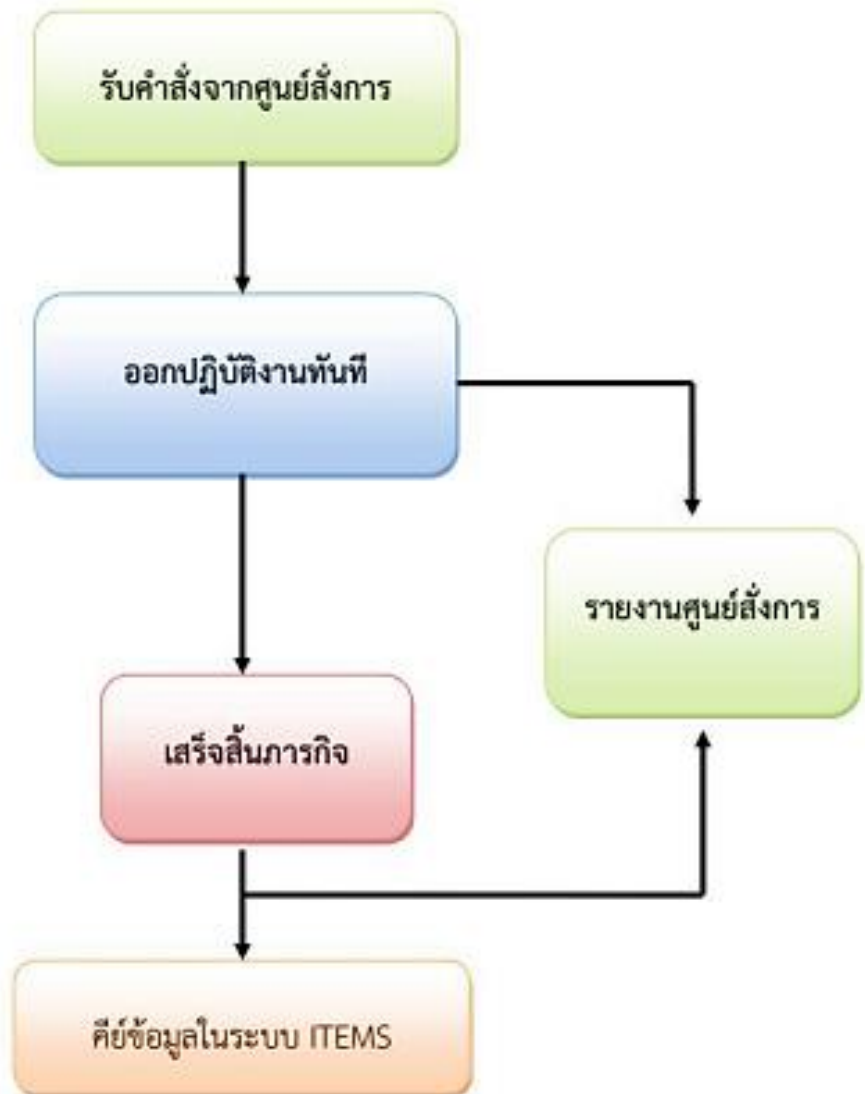 รับคำสั่งจากศูนย์สั่งการ
ออกปฏิบัติงานทันที
รายงานศูนย์สั่งการ
เสร็จสิ้นภารกิจ
คีย์ข้อมูลในระบบ ITEMS